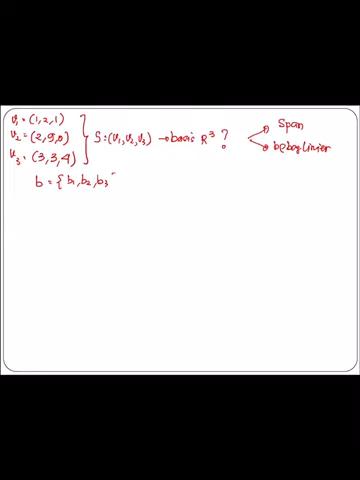 v₁ = (1,2,1)
v₂ = (2,9,0)
v₃ = (3,3,4)
S : (v₁, v₂, v₃) → basis R³ ?
Span
bebas linier
b = {b₁, b₂, b₃